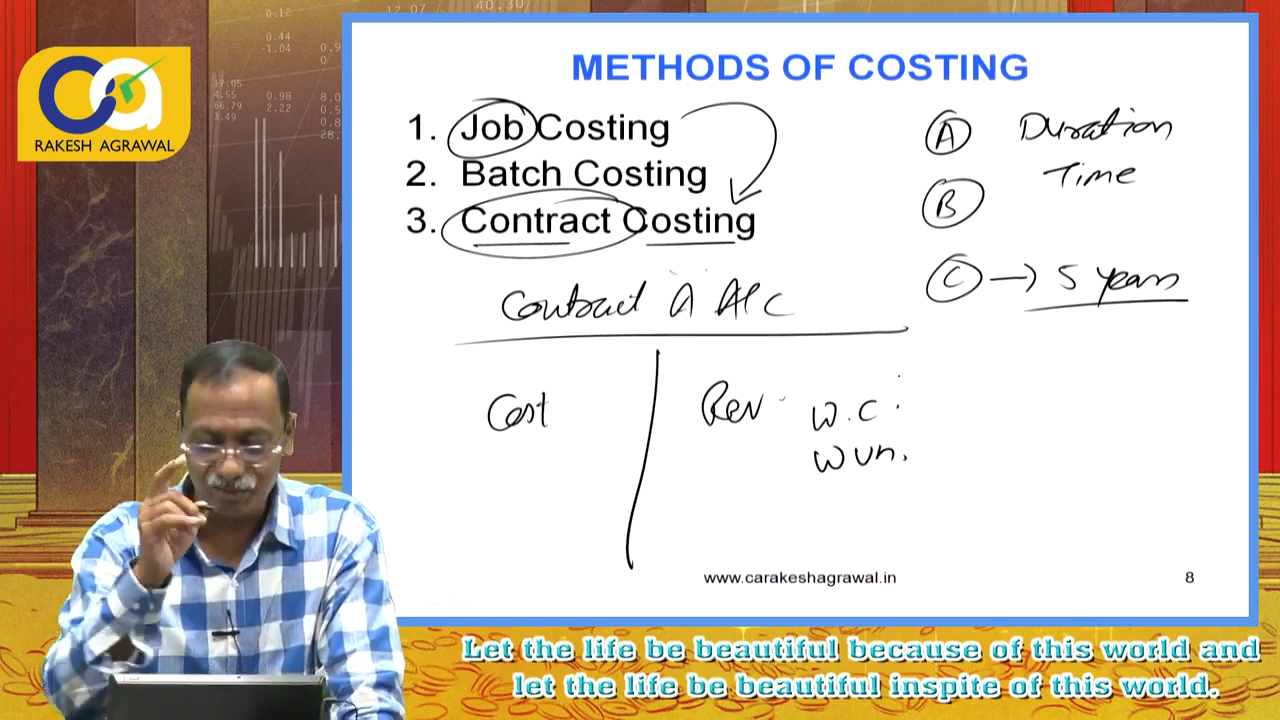 RAKESH AGRAWAL
METHODS OF COSTING
1. Job Costing
2. Batch Costing
3. Contract Costing
A Duration
Time
B
C → 5 years
Contract A A/c
Cost
Rev. W.C.
W Un.
www.carakeshagrawal.in
8
Let the life be beautiful because of this world and
let the life be beautiful inspite of this world.